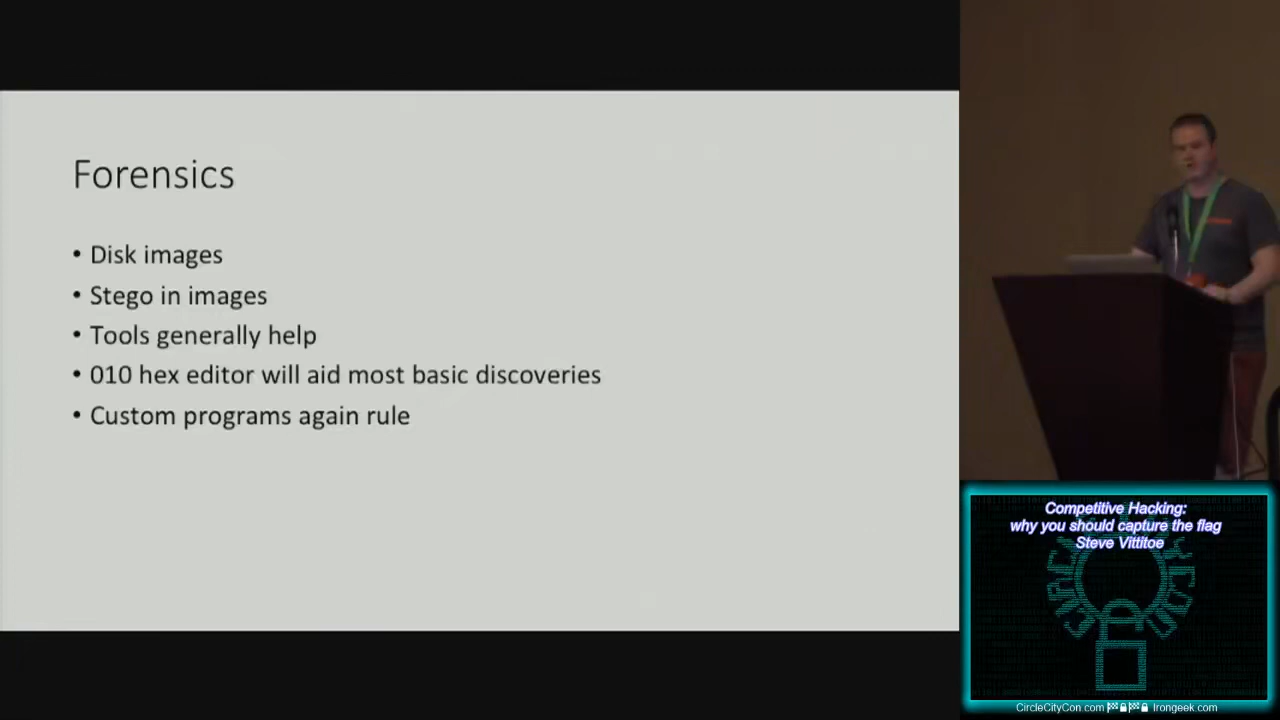 Forensics
• Disk images
• Stego in images
• Tools generally help
• 010 hex editor will aid most basic discoveries
• Custom programs again rule
Competitive Hacking:
why you should capture the flag
Steve Vittitoe
CircleCityCon.com
Irongeek.com